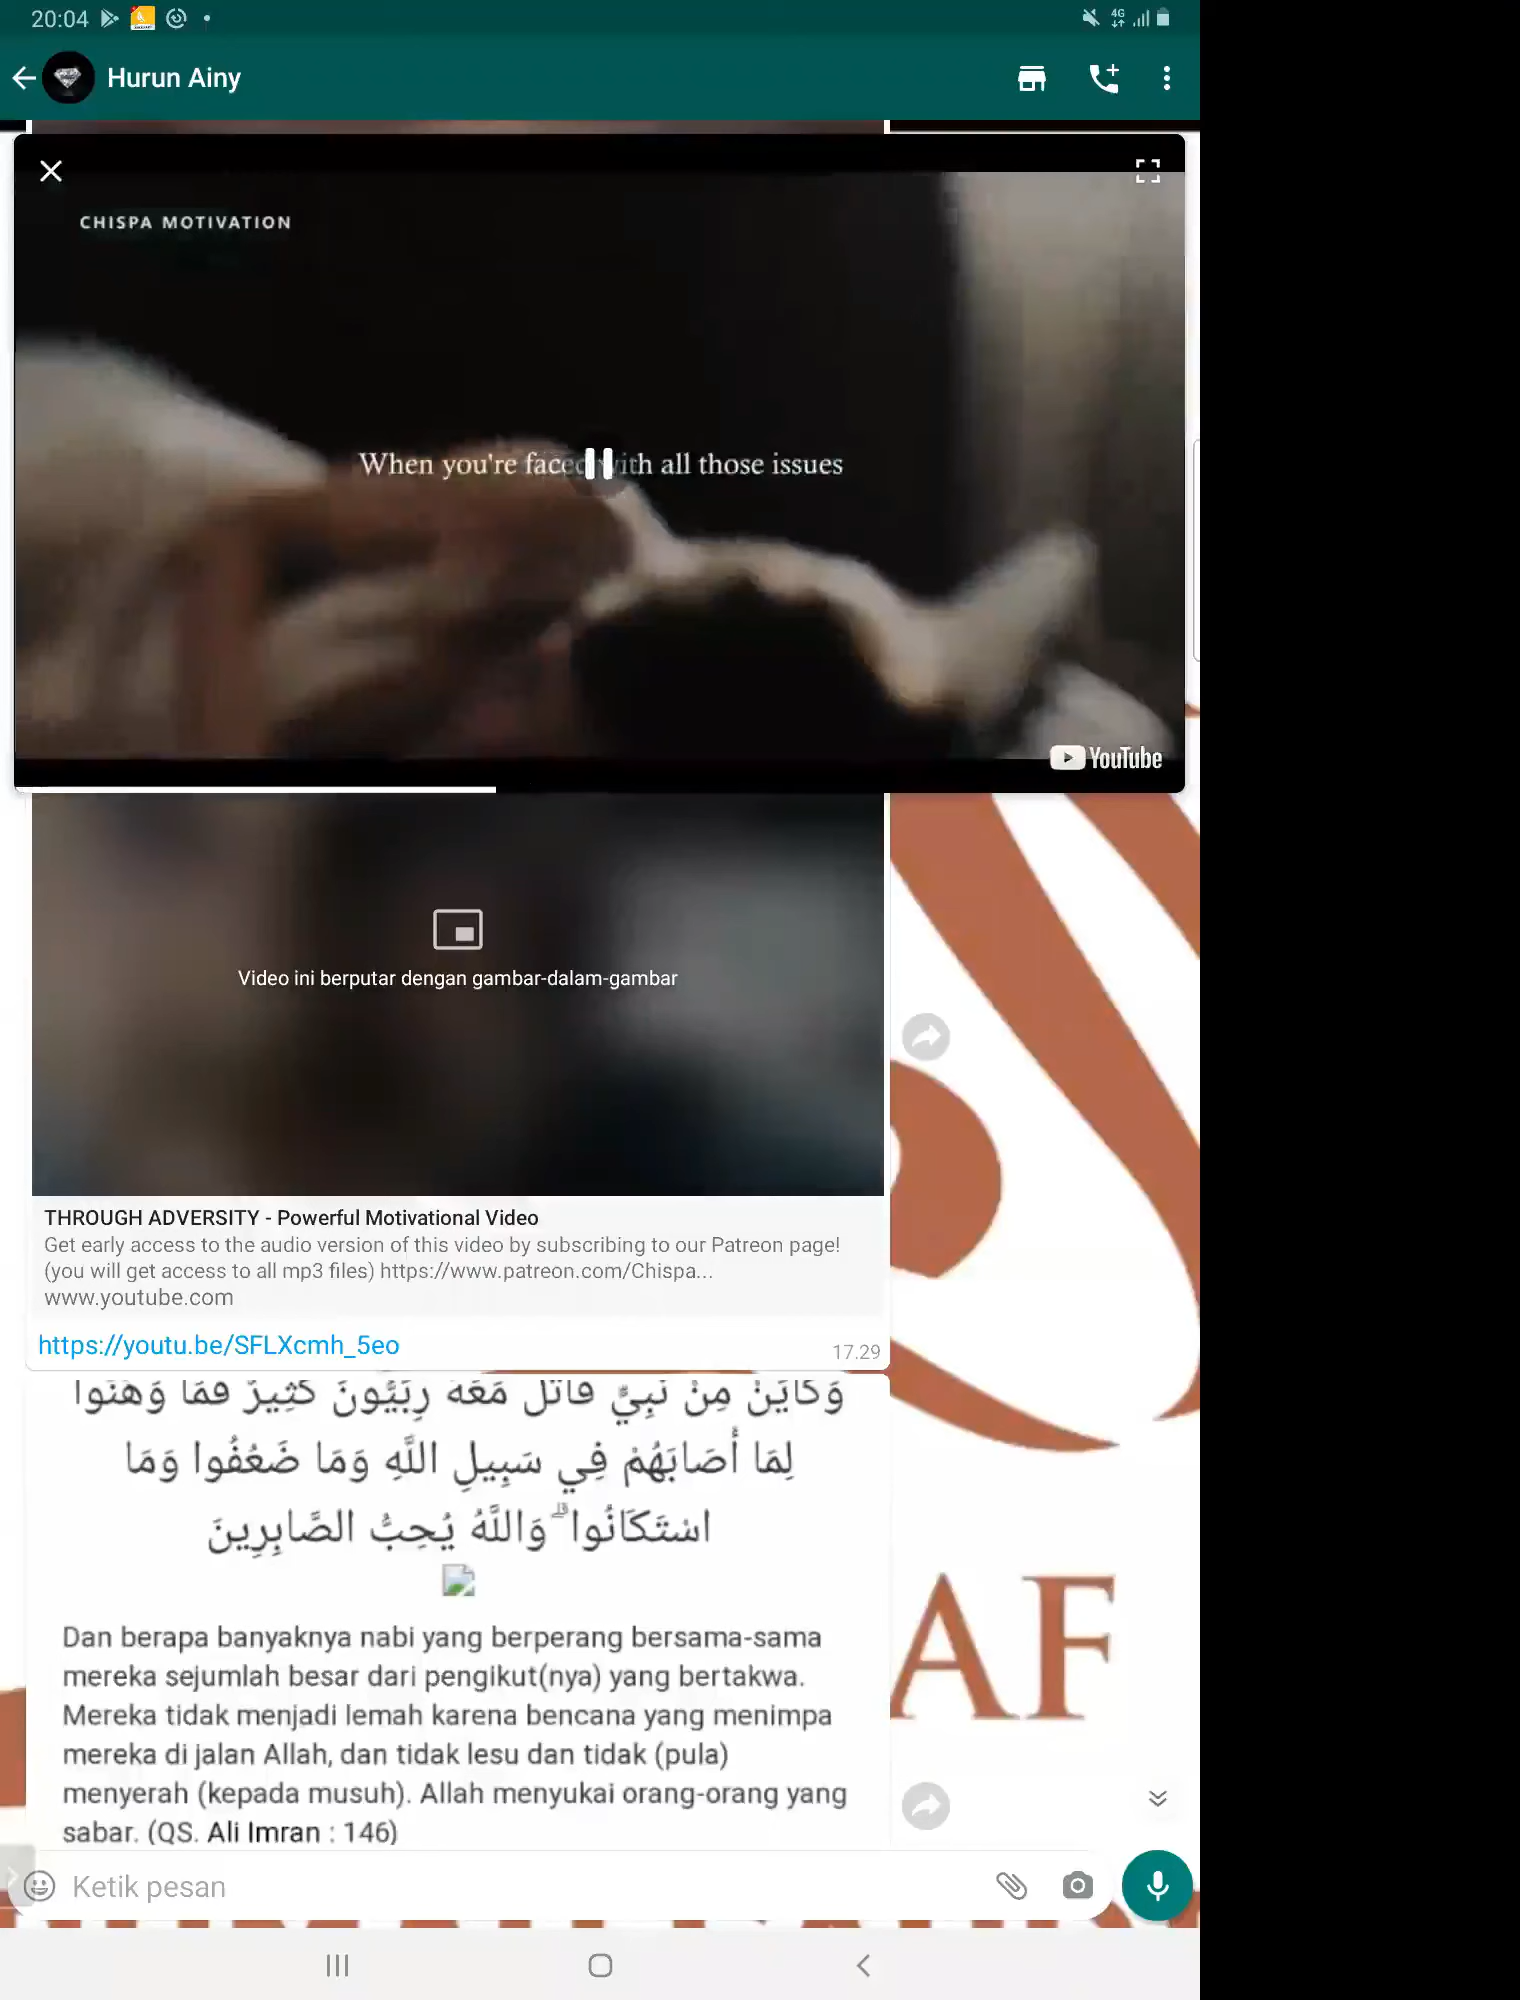 20:04
4G
Hurun Ainy
CHISPA MOTIVATION
When you're faced with all those issues
YouTube
Video ini berputar dengan gambar-dalam-gambar
THROUGH ADVERSITY - Powerful Motivational Video
Get early access to the audio version of this video by subscribing to our Patreon page!
(you will get access to all mp3 files) https://www.patreon.com/Chispa...
www.youtube.com
https://youtu.be/SFLXcmh_5eo
17.29
وَكَأَيِّنْ مِنْ نَبِيٍّ قَاتَلَ مَعَهُ رِبِّيُّونَ كَثِيرٌ فَمَا وَهَنُوا
لِمَا أَصَابَهُمْ فِي سَبِيلِ اللَّهِ وَمَا ضَعُفُوا وَمَا
اسْتَكَانُوا ۗ وَاللَّهُ يُحِبُّ الصَّابِرِينَ
Dan berapa banyaknya nabi yang berperang bersama-sama
mereka sejumlah besar dari pengikut(nya) yang bertakwa.
Mereka tidak menjadi lemah karena bencana yang menimpa
mereka di jalan Allah, dan tidak lesu dan tidak (pula)
menyerah (kepada musuh). Allah menyukai orang-orang yang
sabar. (QS. Ali Imran : 146)
AF
Ketik pesan